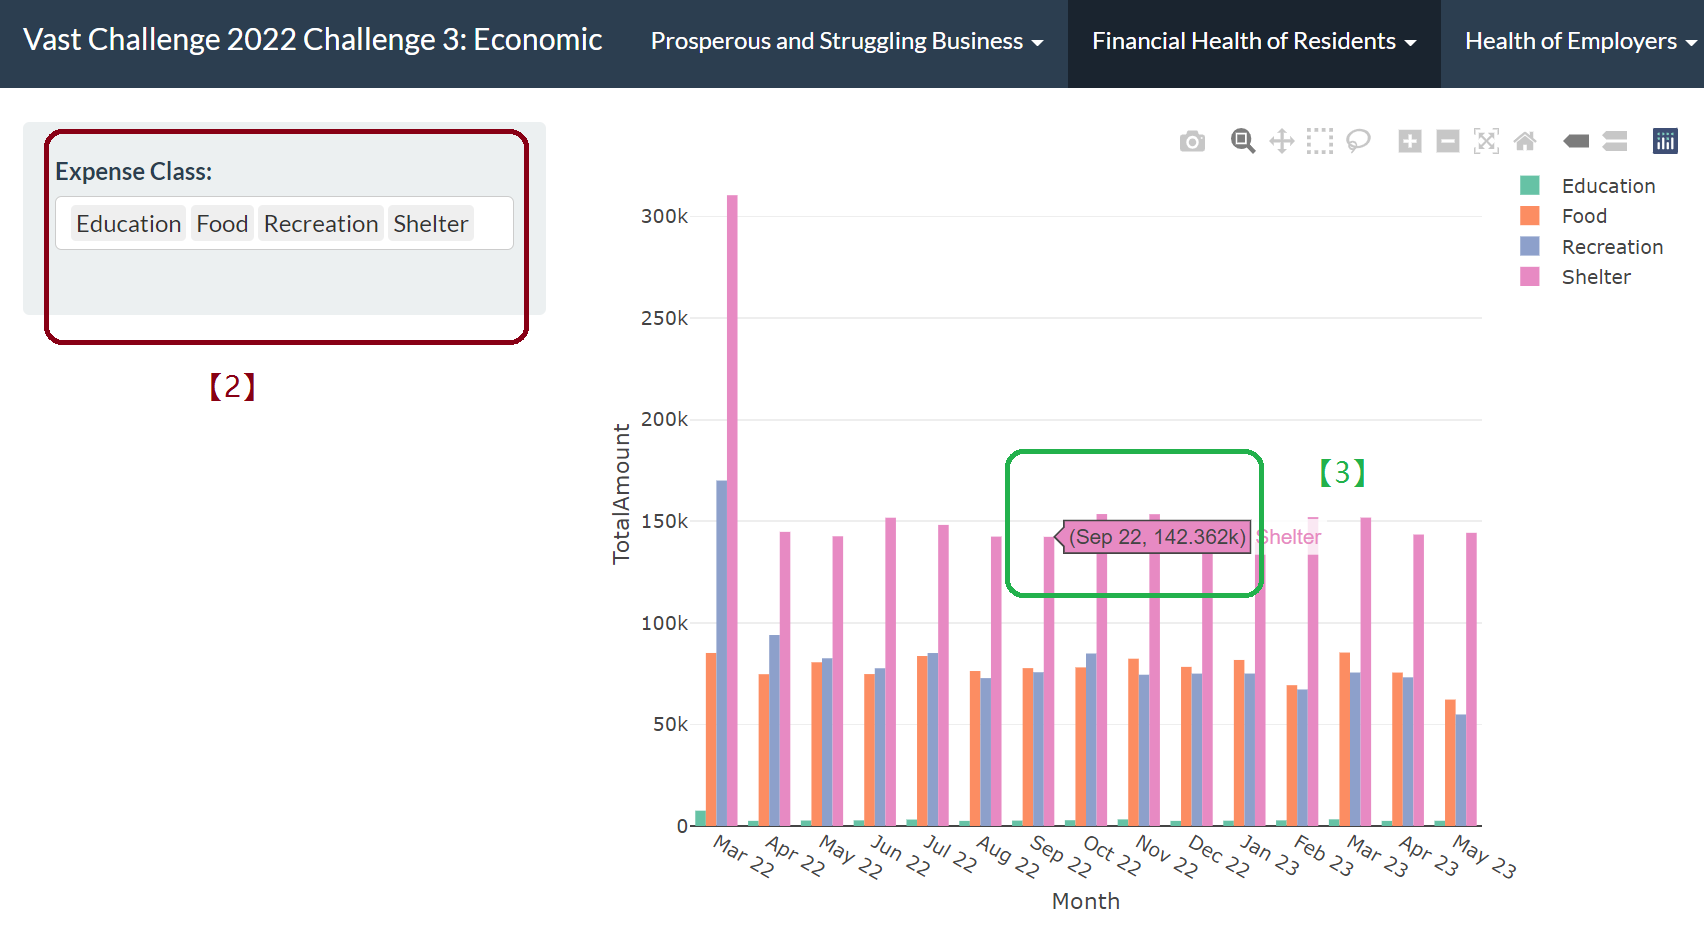 Vast Challenge 2022 Challenge 3: Economic
Prosperous and Struggling Business
Financial Health of Residents
Health of Employers
Expense Class:
Education Food Recreation Shelter
【2】
Education
Food
Recreation
Shelter
300k
250k
200k
150k
100k
50k
0
TotalAmount
【3】
(Sep 22, 142.362k) Shelter
Mar 22
Apr 22
May 22
Jun 22
Jul 22
Aug 22
Sep 22
Oct 22
Nov 22
Dec 22
Jan 23
Feb 23
Mar 23
Apr 23
May 23
Month